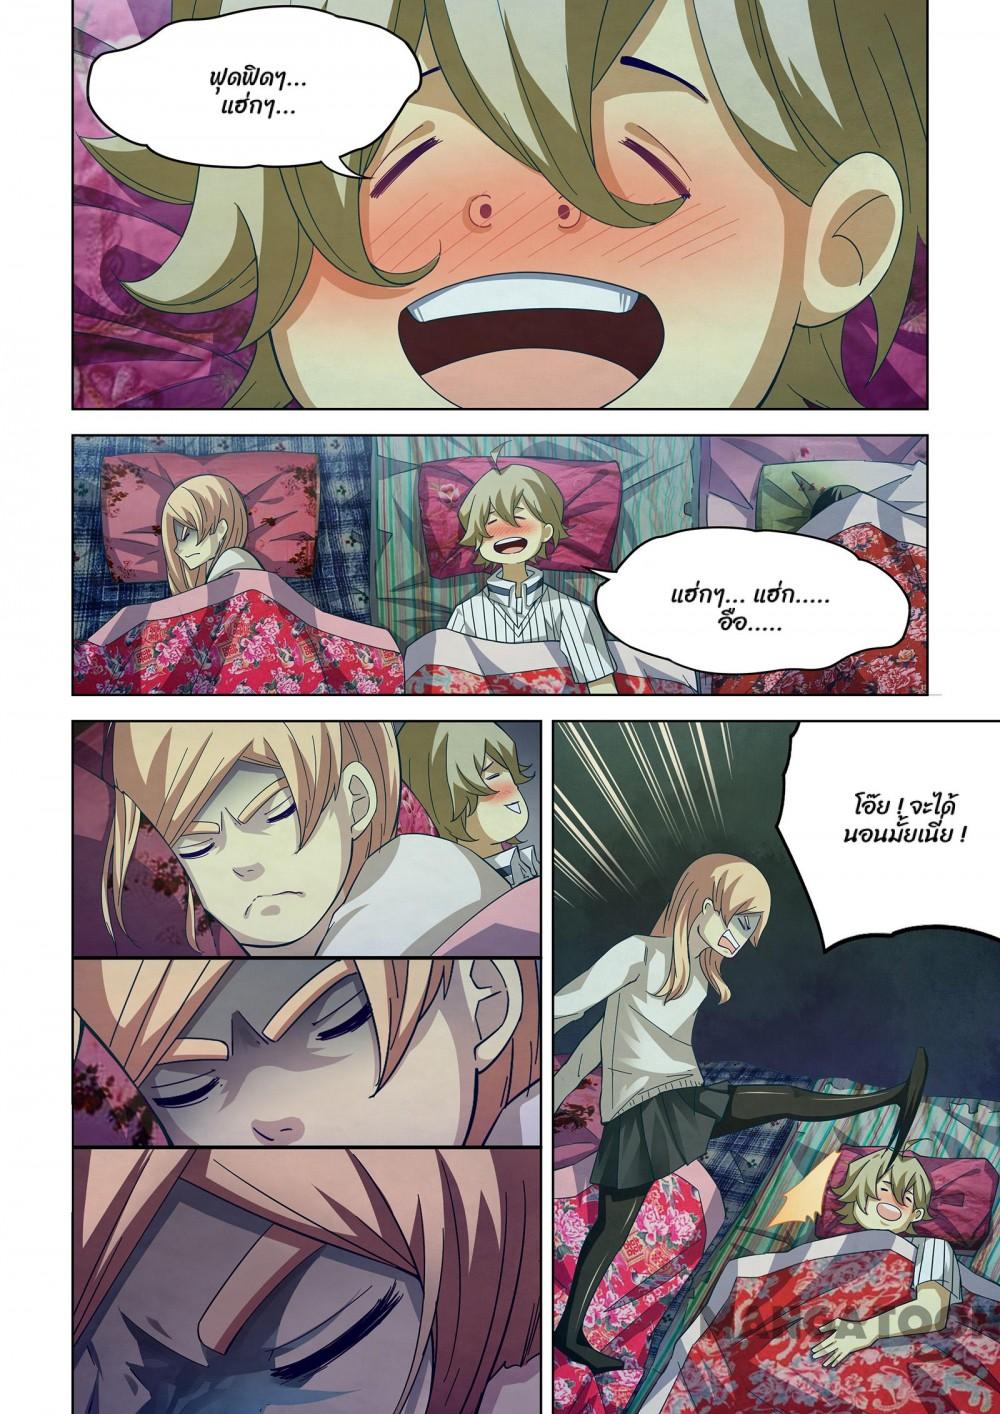 ฟุดฟิดๆ...
แฮ่กๆ...
แฮ่กๆ... แฮ่ก.....
อือ.....
โอ๊ย ! จะได้
นอนมั้ยเนี่ย !
MANGATOON